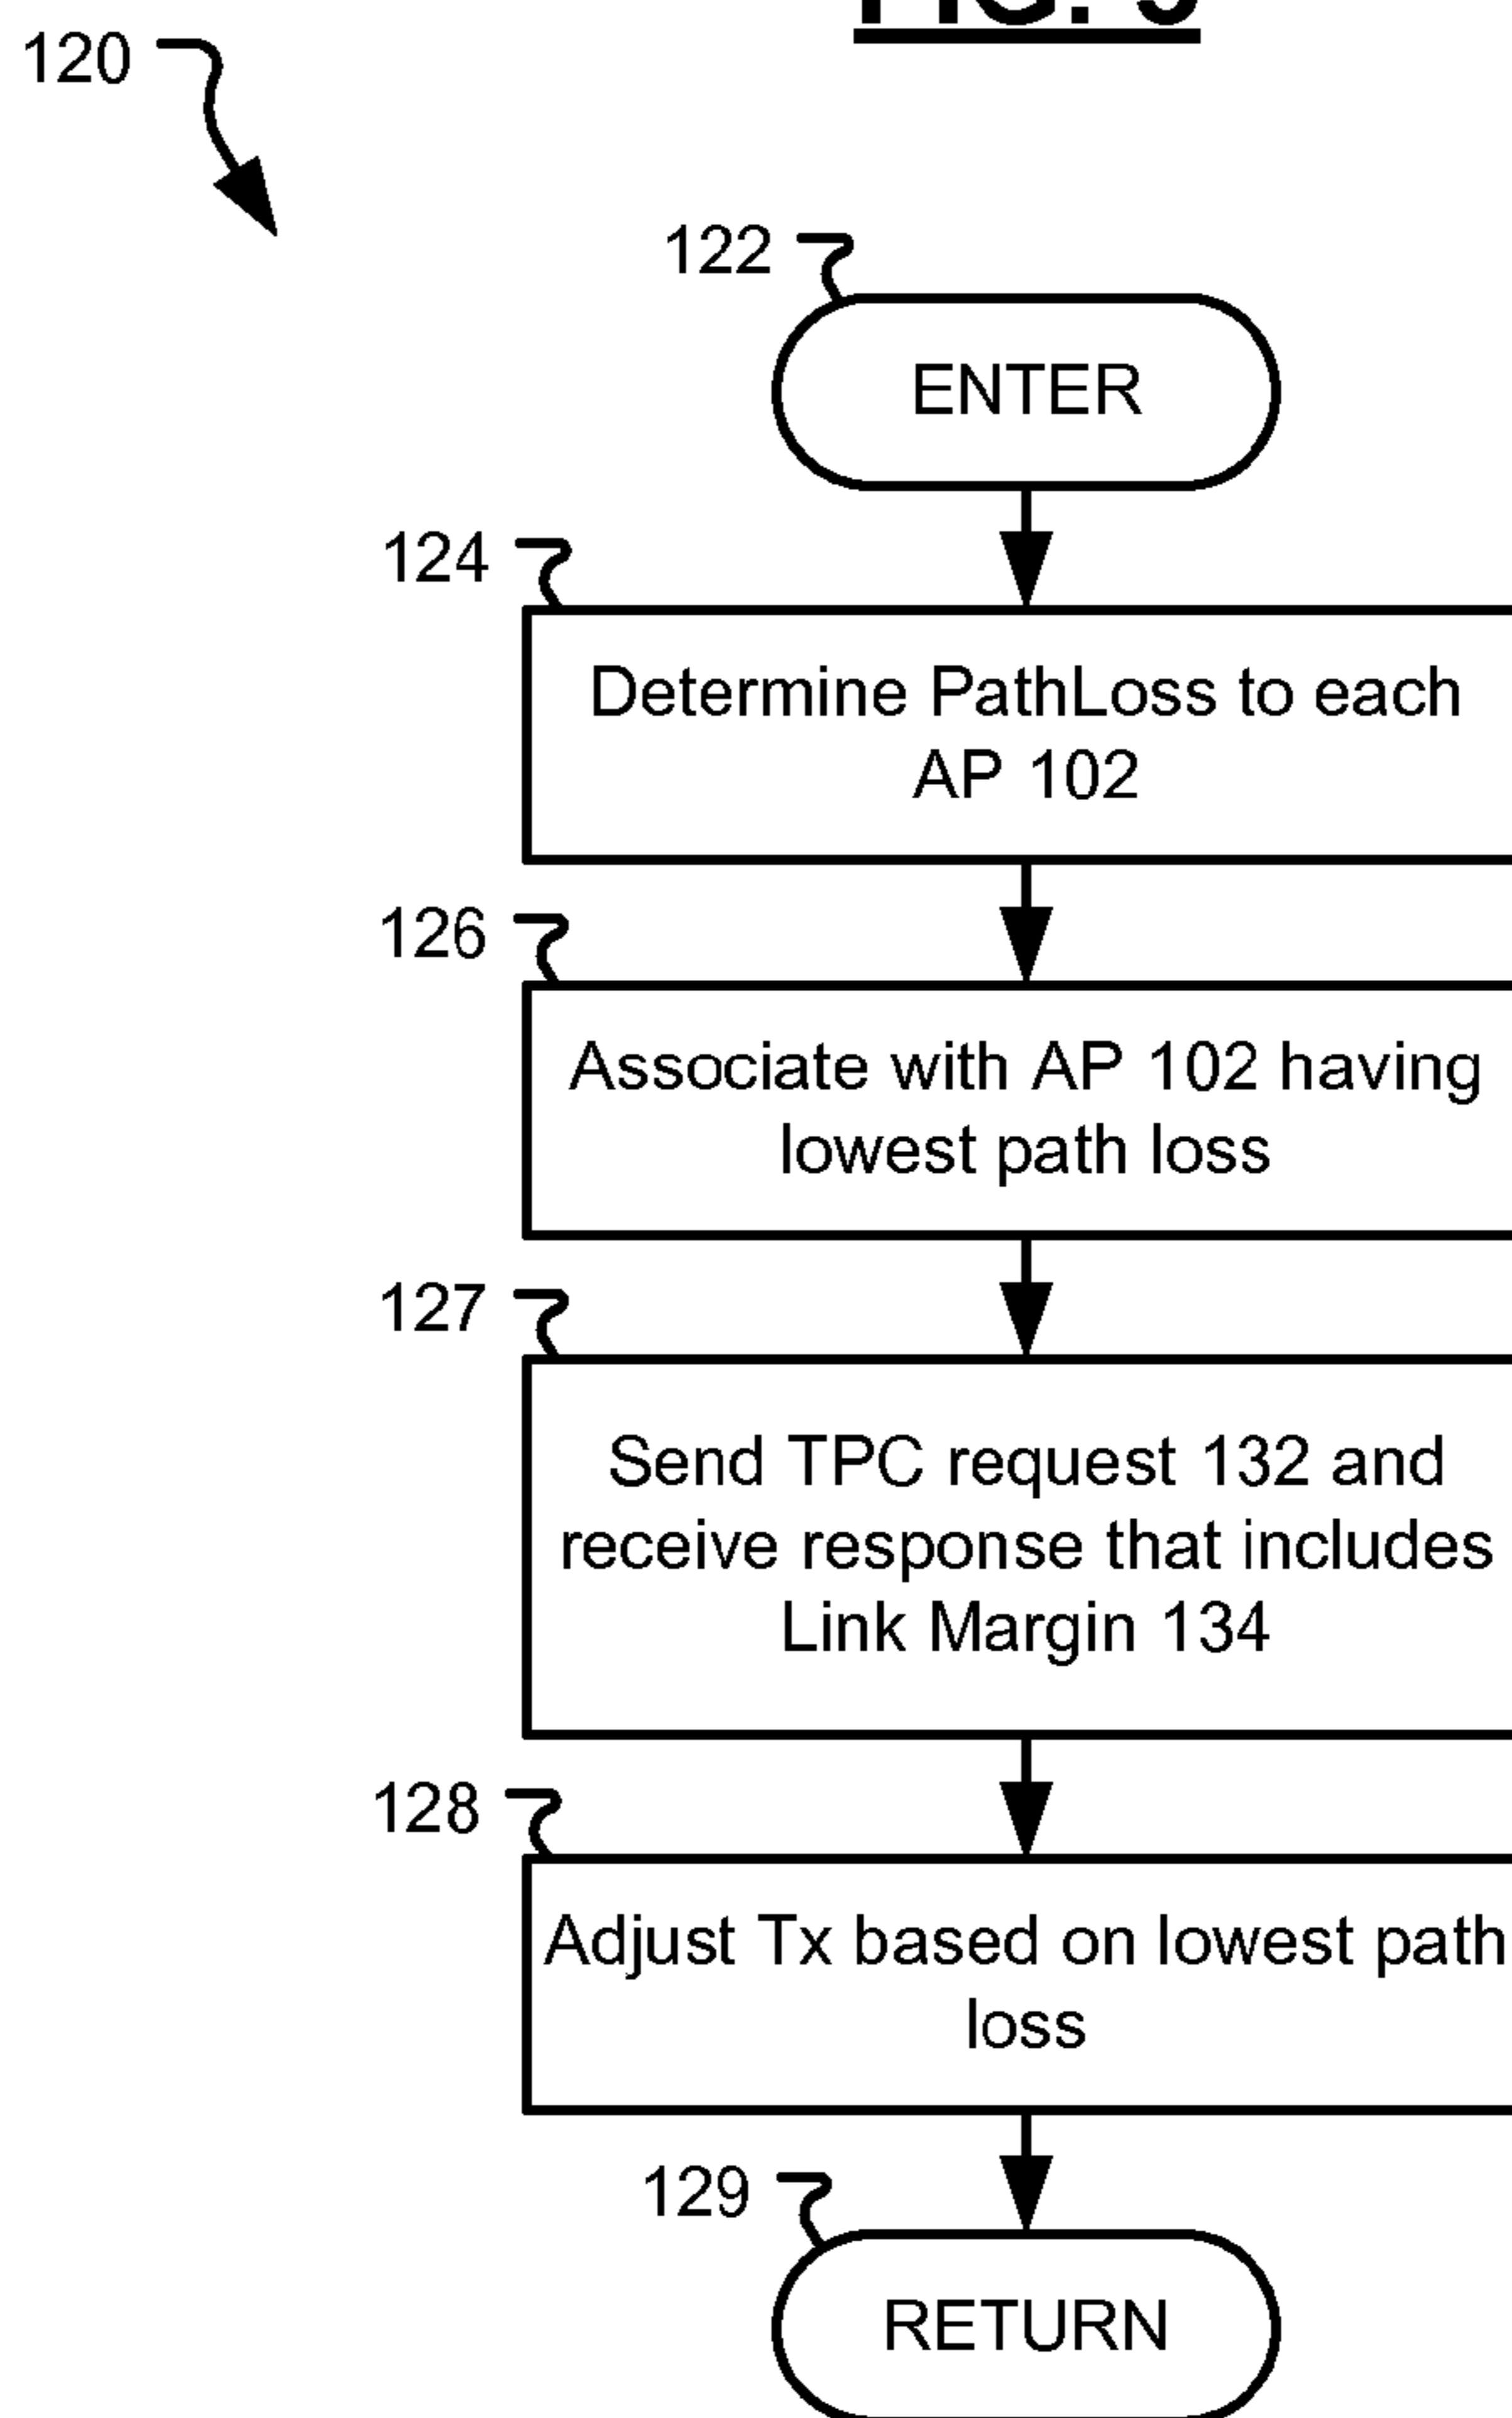 120
122
ENTER
124
Determine PathLoss to each
AP 102
126
Associate with AP 102 having
lowest path loss
127
Send TPC request 132 and
receive response that includes
Link Margin 134
128
Adjust Tx based on lowest path
loss
129
RETURN